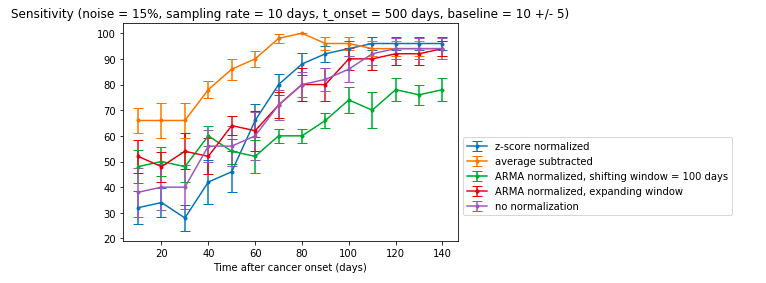 Sensitivity (noise = 15%, sampling rate = 10 days, t_onset = 500 days, baseline = 10 +/- 5)
100
90
80
70
60
50
40
30
20
20 40 60 80 100 120 140
Time after cancer onset (days)
z-score normalized
average subtracted
ARMA normalized, shifting window = 100 days
ARMA normalized, expanding window
no normalization